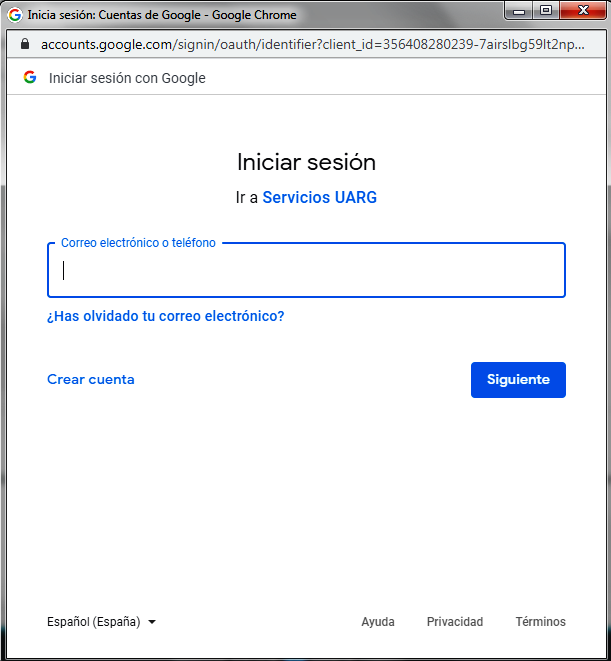 Inicia sesión: Cuentas de Google - Google Chrome
accounts.google.com/signin/oauth/identifier?client_id=356408280239-7airslbg59lt2np...
Iniciar sesión con Google
Iniciar sesión
Ir a Servicios UARG
Correo electrónico o teléfono
¿Has olvidado tu correo electrónico?
Crear cuenta Siguiente
Español (España) Ayuda Privacidad Términos